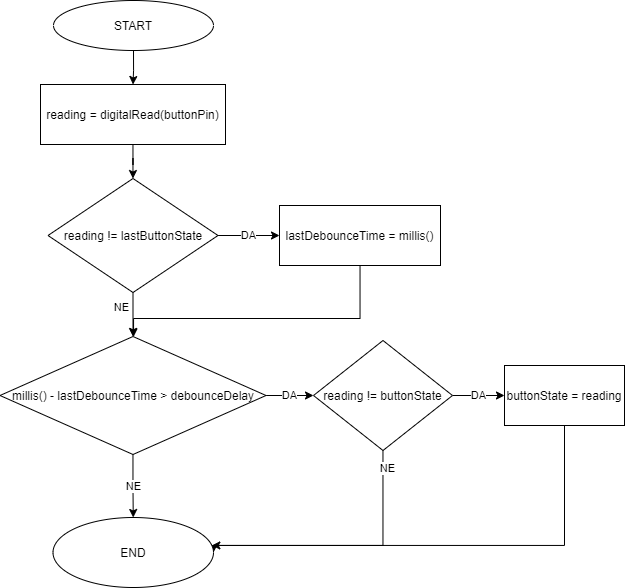 START
reading = digitalRead(buttonPin)
reading != lastButtonState
DA
lastDebounceTime = millis()
NE
millis() - lastDebounceTime > debounceDelay
DA
reading != buttonState
DA
buttonState = reading
NE
NE
END